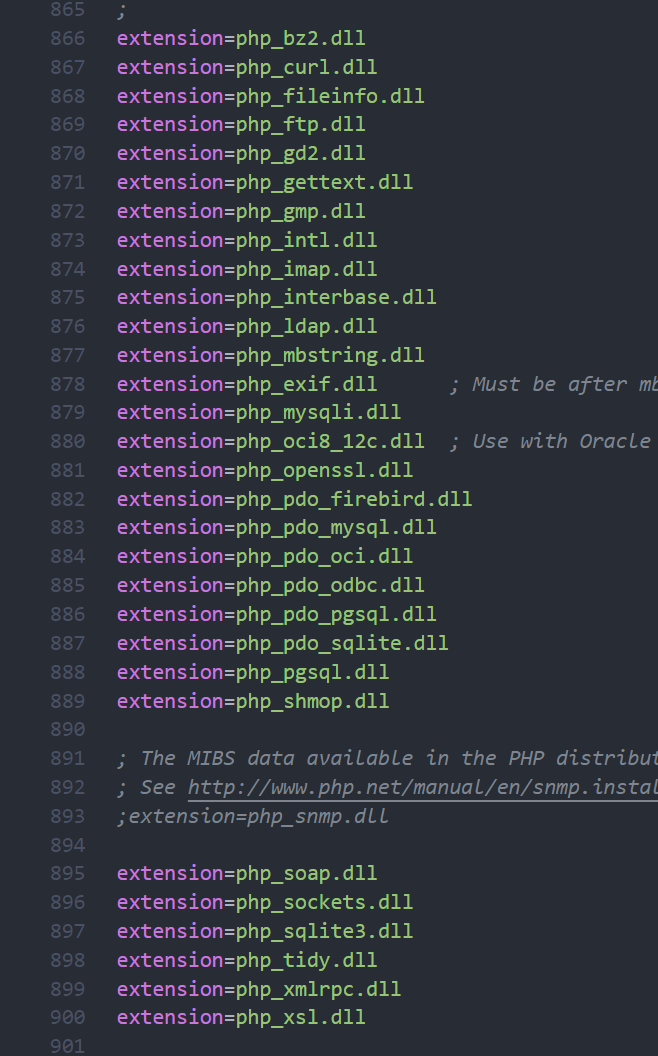 865 ;
866 extension=php_bz2.dll
867 extension=php_curl.dll
868 extension=php_fileinfo.dll
869 extension=php_ftp.dll
870 extension=php_gd2.dll
871 extension=php_gettext.dll
872 extension=php_gmp.dll
873 extension=php_intl.dll
874 extension=php_imap.dll
875 extension=php_interbase.dll
876 extension=php_ldap.dll
877 extension=php_mbstring.dll
878 extension=php_exif.dll      ; Must be after mb
879 extension=php_mysqli.dll
880 extension=php_oci8_12c.dll  ; Use with Oracle
881 extension=php_openssl.dll
882 extension=php_pdo_firebird.dll
883 extension=php_pdo_mysql.dll
884 extension=php_pdo_oci.dll
885 extension=php_pdo_odbc.dll
886 extension=php_pdo_pgsql.dll
887 extension=php_pdo_sqlite.dll
888 extension=php_pgsql.dll
889 extension=php_shmop.dll
890
891 ; The MIBS data available in the PHP distribut
892 ; See http://www.php.net/manual/en/snmp.instal
893 ;extension=php_snmp.dll
894
895 extension=php_soap.dll
896 extension=php_sockets.dll
897 extension=php_sqlite3.dll
898 extension=php_tidy.dll
899 extension=php_xmlrpc.dll
900 extension=php_xsl.dll
901